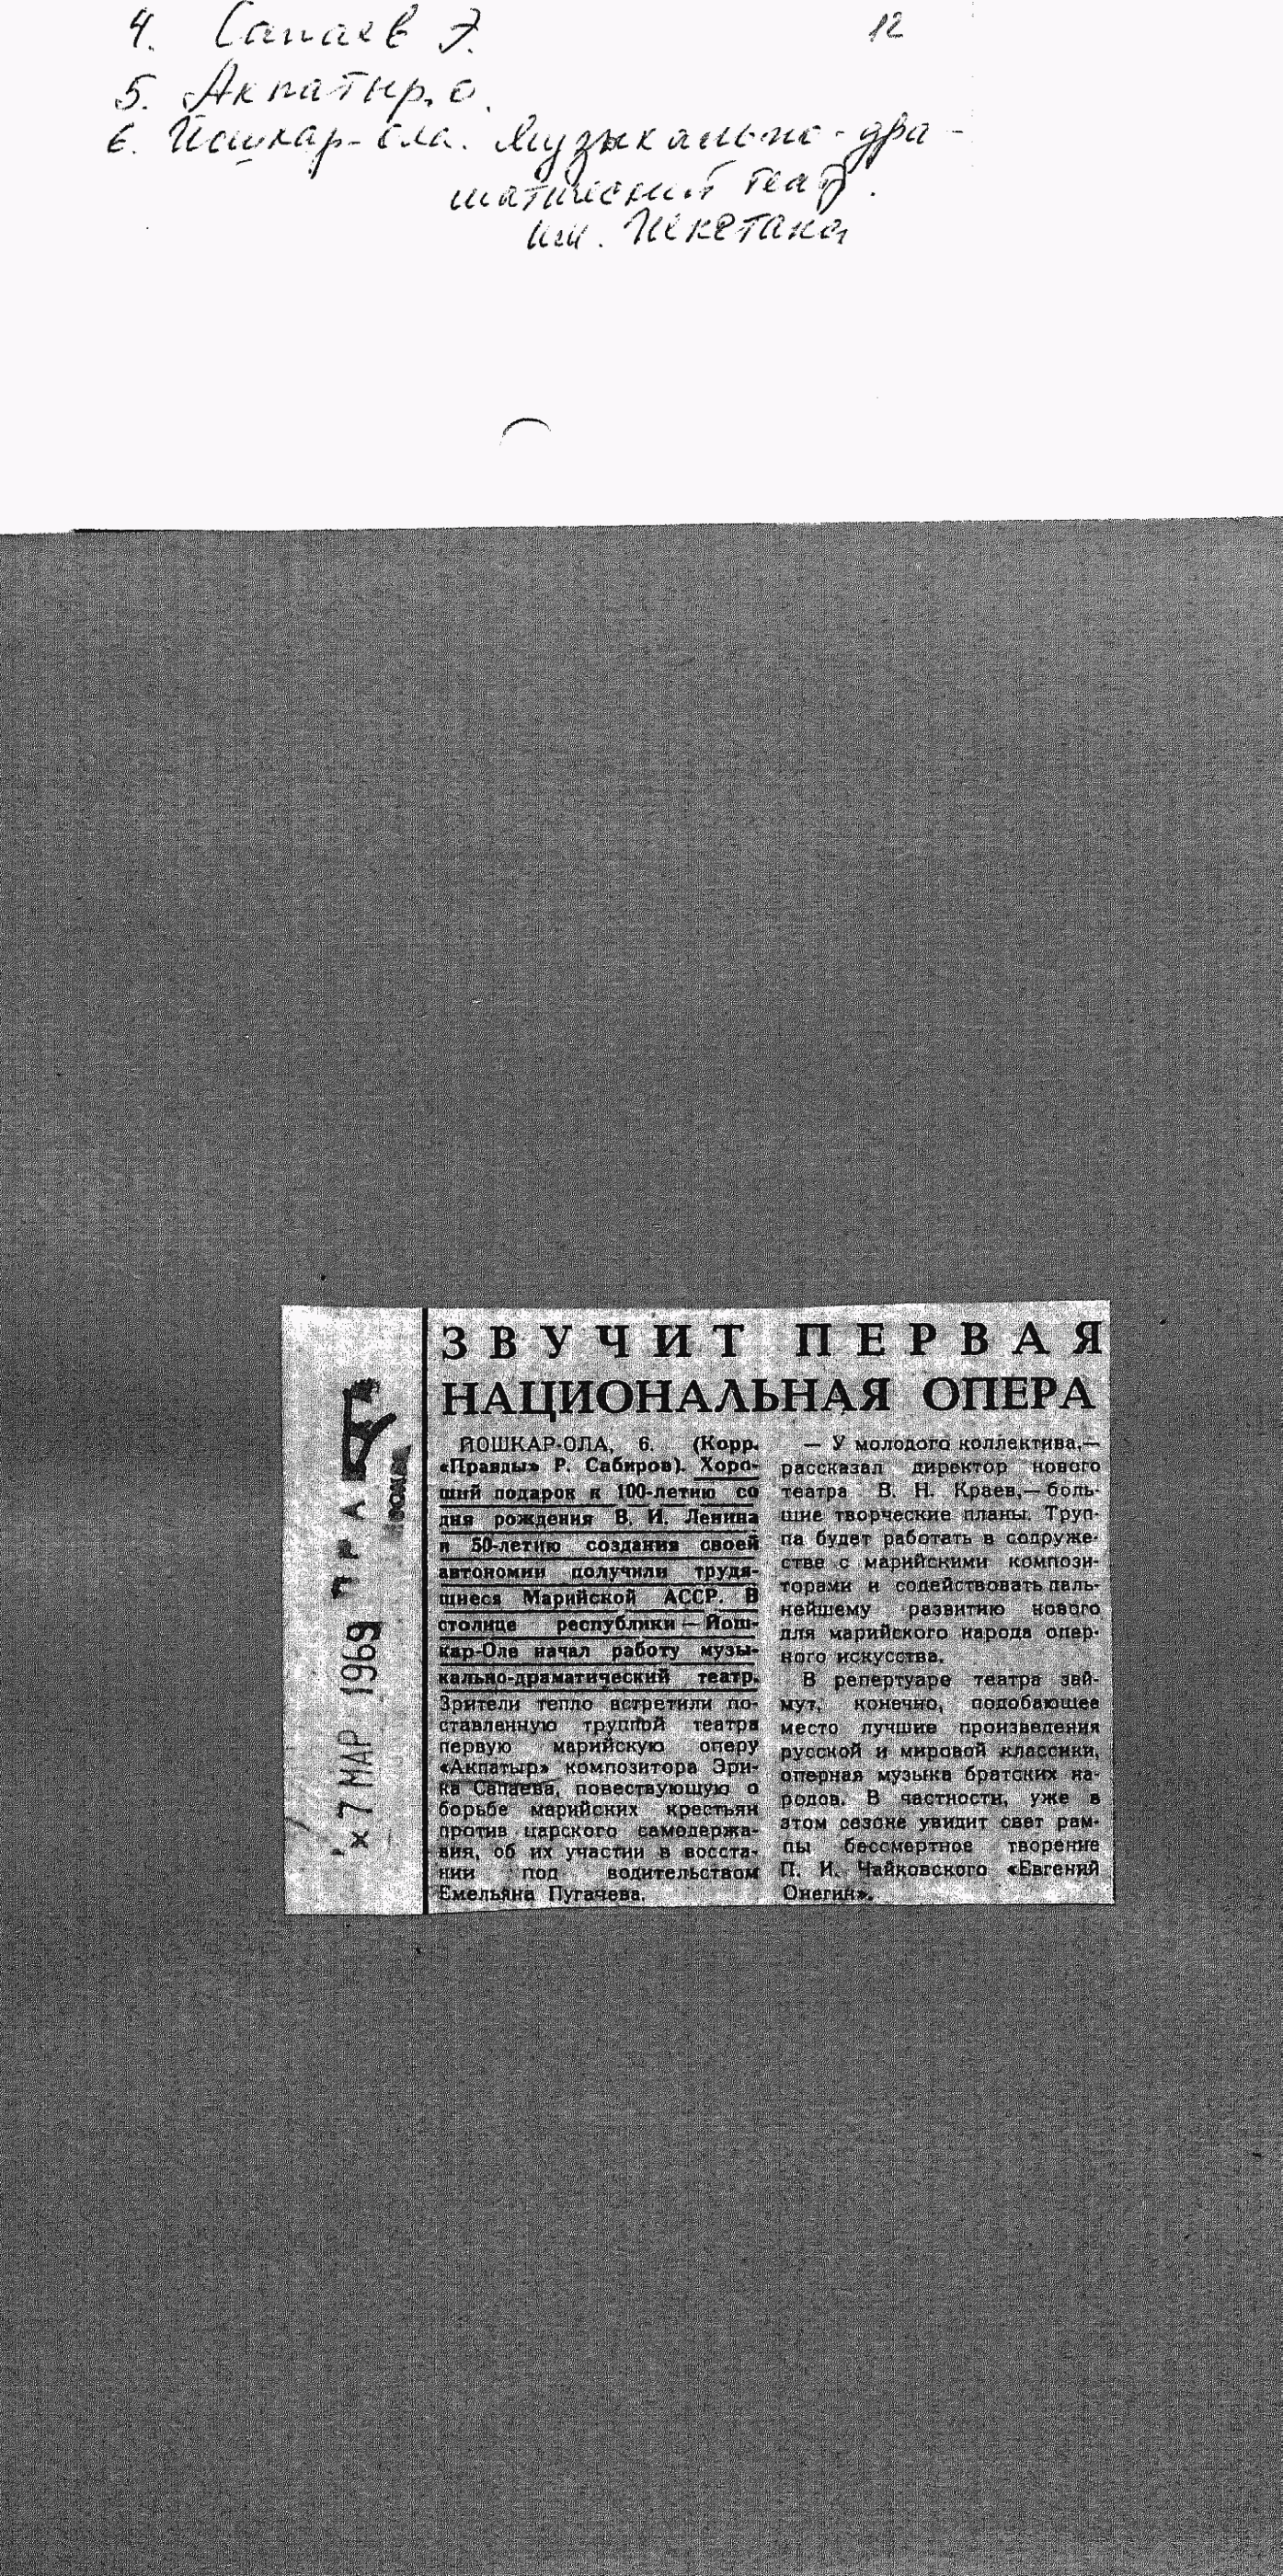 4. Сапаев Э.
12
5. Акпатыр. о.
6. Йошкар-Ола. Музыкально-дра-
матический театр.
им. Шкетана
7 МАР 1969
ЗВУЧИТ ПЕРВАЯ
НАЦИОНАЛЬНАЯ ОПЕРА
ЙОШКАР-ОЛА, 6. (Корр.
«Правды» Р. Сабиров). Хоро-
ший подарок к 100-летию со
дня рождения В. И. Ленина
и 50-летию создания своей
автономии получили трудя-
щиеся Марийской АССР. В
столице республики — Йош-
кар-Оле начал работу музы-
кально-драматический театр.
Зрители тепло встретили по-
ставленную труппой театра
первую марийскую оперу
«Акпатыр» композитора Эри-
ка Сапаева, повествующую о
борьбе марийских крестьян
против царского самодержа-
вия, об их участии в восста-
нии под водительством
Емельяна Пугачева.
— У молодого коллектива,—
рассказал директор нового
театра В. Н. Краев,— боль-
шие творческие планы. Труп-
па будет работать в содруже-
стве с марийскими компози-
торами и содействовать даль-
нейшему развитию нового
для марийского народа опер-
ного искусства.
В репертуаре театра зай-
мут, конечно, подобающее
место лучшие произведения
русской и мировой классики,
оперная музыка братских на-
родов. В частности, уже в
этом сезоне увидит свет рам-
пы бессмертное творение
П. И. Чайковского «Евгений
Онегин».